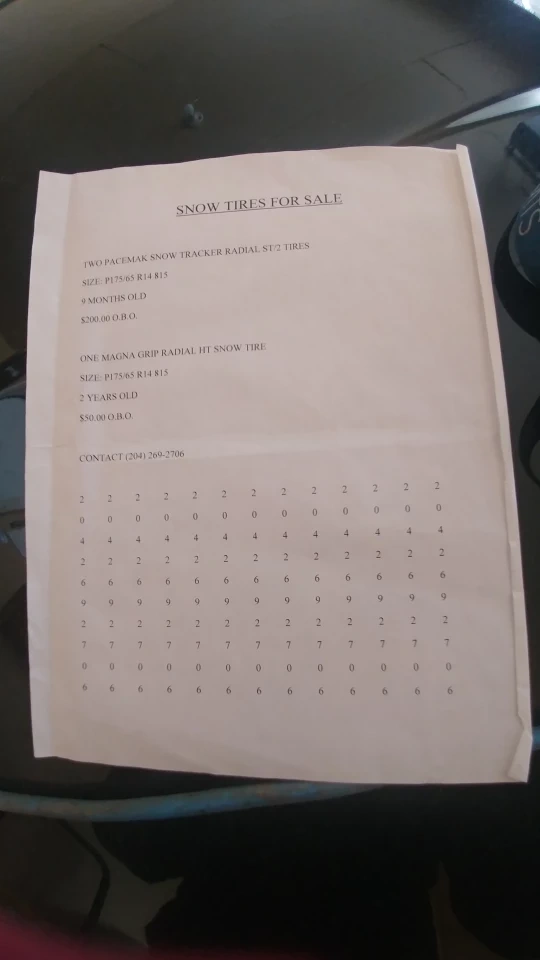 SNOW TIRES FOR SALE
TWO PACEMAK SNOW TRACKER RADIAL ST/2 TIRES
SIZE: P175/65 R14 815
9 MONTHS OLD
$200.00 O.B.O.
ONE MAGNA GRIP RADIAL HT SNOW TIRE
SIZE: P175/65 R14 815
2 YEARS OLD
$50.00 O.B.O.
CONTACT (204) 269-2706
2 2 2 2 2 2 2 2 2 2 2 2 2
0 0 0 0 0 0 0 0 0 0 0 0 0
4 4 4 4 4 4 4 4 4 4 4 4 4
2 2 2 2 2 2 2 2 2 2 2 2 2
6 6 6 6 6 6 6 6 6 6 6 6 6
9 9 9 9 9 9 9 9 9 9 9 9 9
2 2 2 2 2 2 2 2 2 2 2 2 2
7 7 7 7 7 7 7 7 7 7 7 7 7
0 0 0 0 0 0 0 0 0 0 0 0 0
6 6 6 6 6 6 6 6 6 6 6 6 6